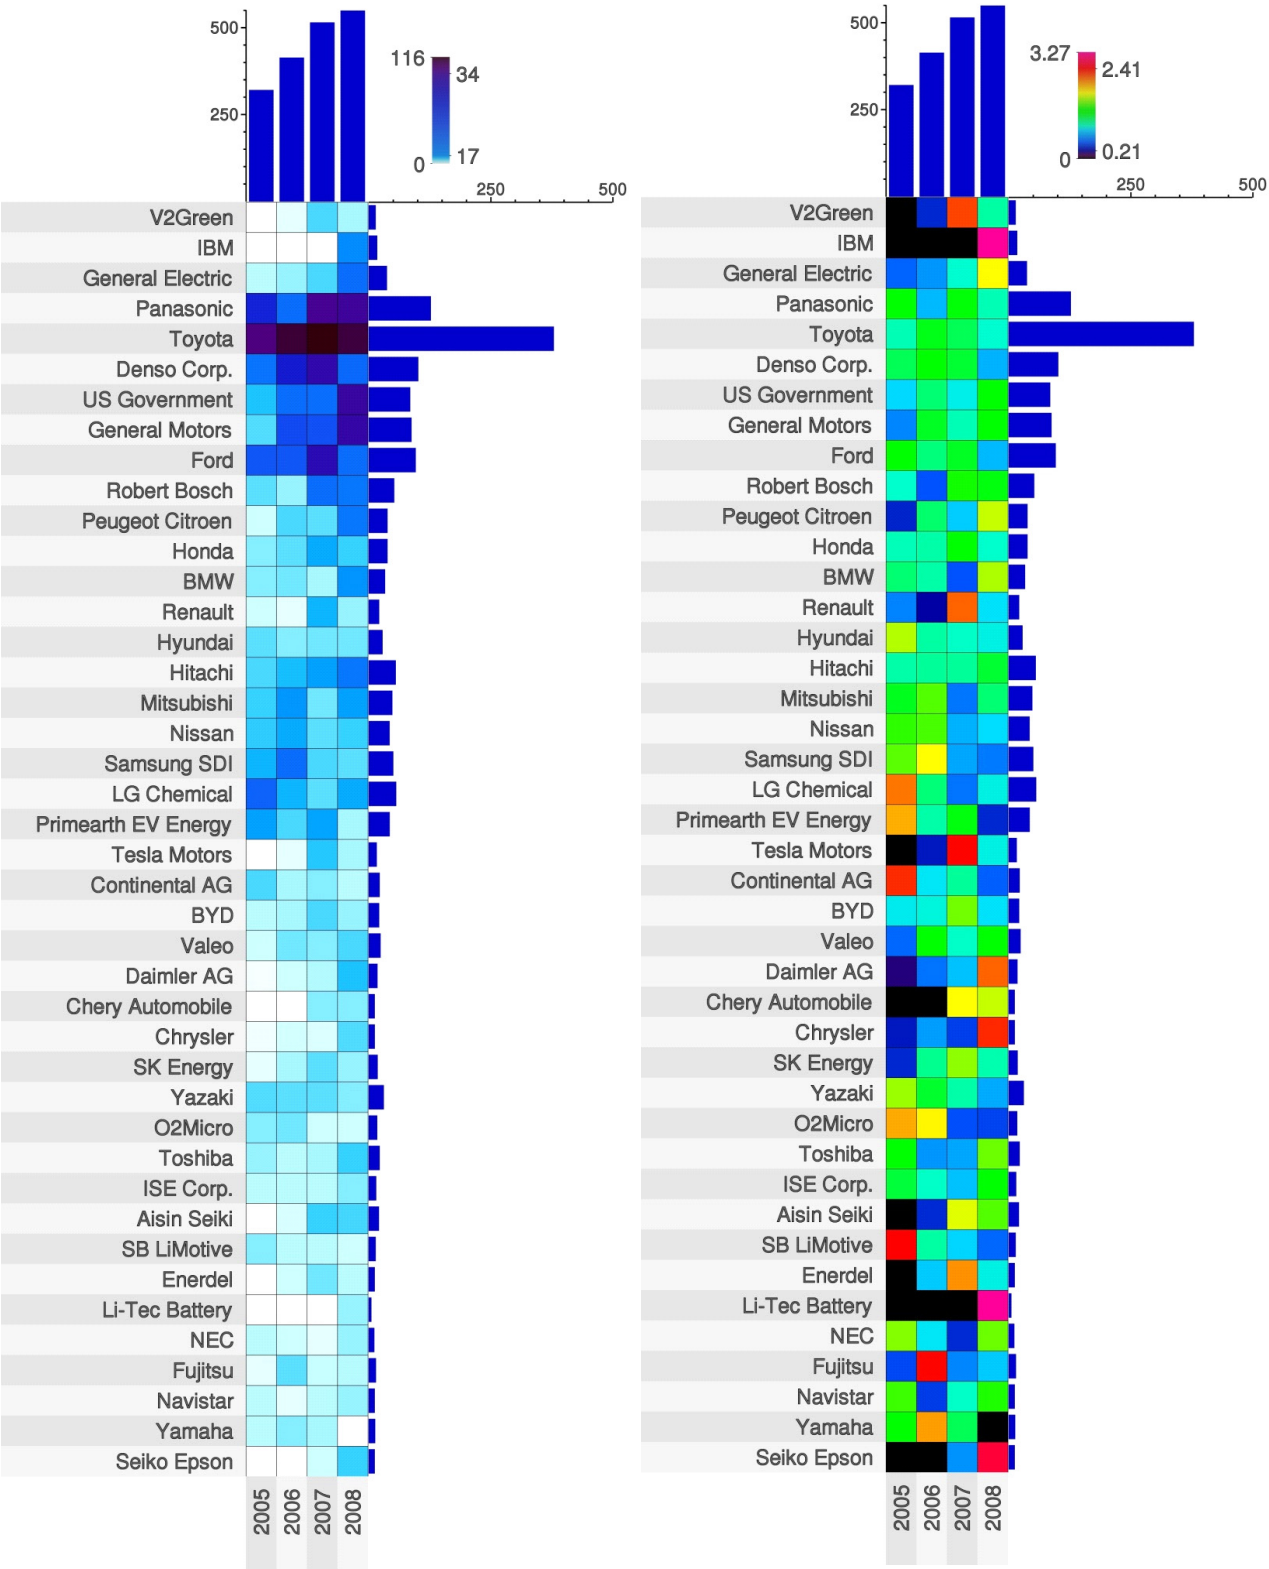 500
250
116
34
17
0
250
500
V2Green
IBM
General Electric
Panasonic
Toyota
Denso Corp.
US Government
General Motors
Ford
Robert Bosch
Peugeot Citroen
Honda
BMW
Renault
Hyundai
Hitachi
Mitsubishi
Nissan
Samsung SDI
LG Chemical
Primearth EV Energy
Tesla Motors
Continental AG
BYD
Valeo
Daimler AG
Chery Automobile
Chrysler
SK Energy
Yazaki
O2Micro
Toshiba
ISE Corp.
Aisin Seiki
SB LiMotive
Enerdel
Li-Tec Battery
NEC
Fujitsu
Navistar
Yamaha
Seiko Epson
2005
2006
2007
2008
500
250
3.27
2.41
0.21
0
250
500
V2Green
IBM
General Electric
Panasonic
Toyota
Denso Corp.
US Government
General Motors
Ford
Robert Bosch
Peugeot Citroen
Honda
BMW
Renault
Hyundai
Hitachi
Mitsubishi
Nissan
Samsung SDI
LG Chemical
Primearth EV Energy
Tesla Motors
Continental AG
BYD
Valeo
Daimler AG
Chery Automobile
Chrysler
SK Energy
Yazaki
O2Micro
Toshiba
ISE Corp.
Aisin Seiki
SB LiMotive
Enerdel
Li-Tec Battery
NEC
Fujitsu
Navistar
Yamaha
Seiko Epson
2005
2006
2007
2008